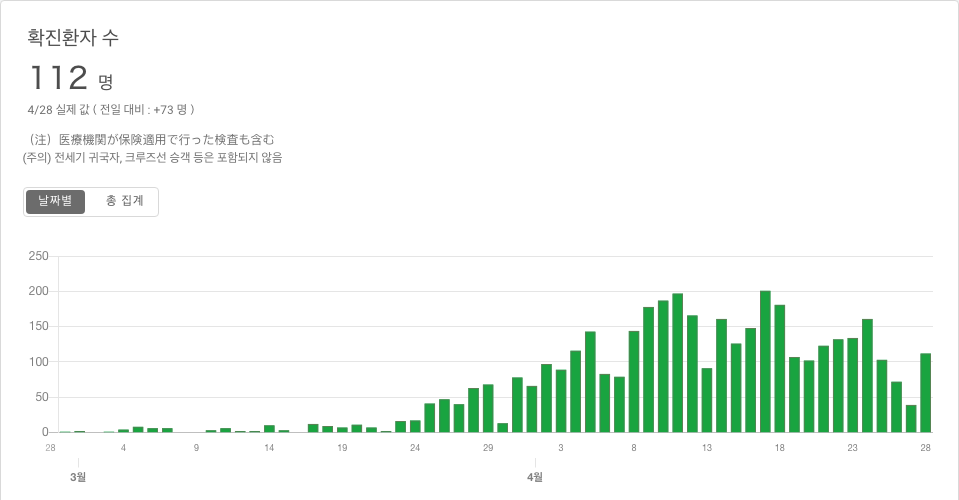 확진환자 수
112 명
4/28 실제 값 ( 전일 대비 : +73 명 )
（注）医療機関が保険適用で行った検査も含む
(주의) 전세기 귀국자, 크루즈선 승객 등은 포함되지 않음
날짜별 총 집계
250
200
150
100
50
0
28 4 9 14 19 24 29 3 8 13 18 23 28
3월 4월